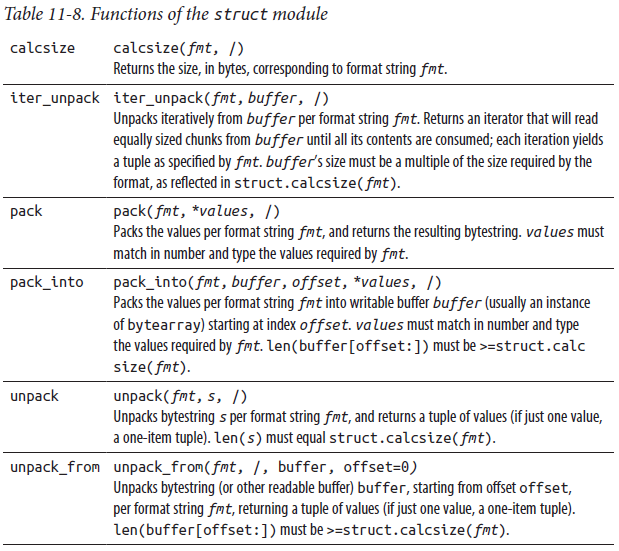 Table 11-8. Functions of the struct module
calcsize calcsize(fmt, /)
Returns the size, in bytes, corresponding to format string fmt.
iter_unpack iter_unpack(fmt, buffer, /)
Unpacks iteratively from buffer per format string fmt. Returns an iterator that will read
equally sized chunks from buffer until all its contents are consumed; each iteration yields
a tuple as specified by fmt. buffer’s size must be a multiple of the size required by the
format, as reflected in struct.calcsize(fmt).
pack pack(fmt, *values, /)
Packs the values per format string fmt, and returns the resulting bytestring. values must
match in number and type the values required by fmt.
pack_into pack_into(fmt, buffer, offset, *values, /)
Packs the values per format string fmt into writable buffer buffer (usually an instance
of bytearray) starting at index offset. values must match in number and type
the values required by fmt. len(buffer[offset:]) must be >=struct.calc
size(fmt).
unpack unpack(fmt, s, /)
Unpacks bytestring s per format string fmt, and returns a tuple of values (if just one value,
a one-item tuple). len(s) must equal struct.calcsize(fmt).
unpack_from unpack_from(fmt, /, buffer, offset=0)
Unpacks bytestring (or other readable buffer) buffer, starting from offset offset,
per format string fmt, returning a tuple of values (if just one value, a one-item tuple).
len(buffer[offset:]) must be >=struct.calcsize(fmt).